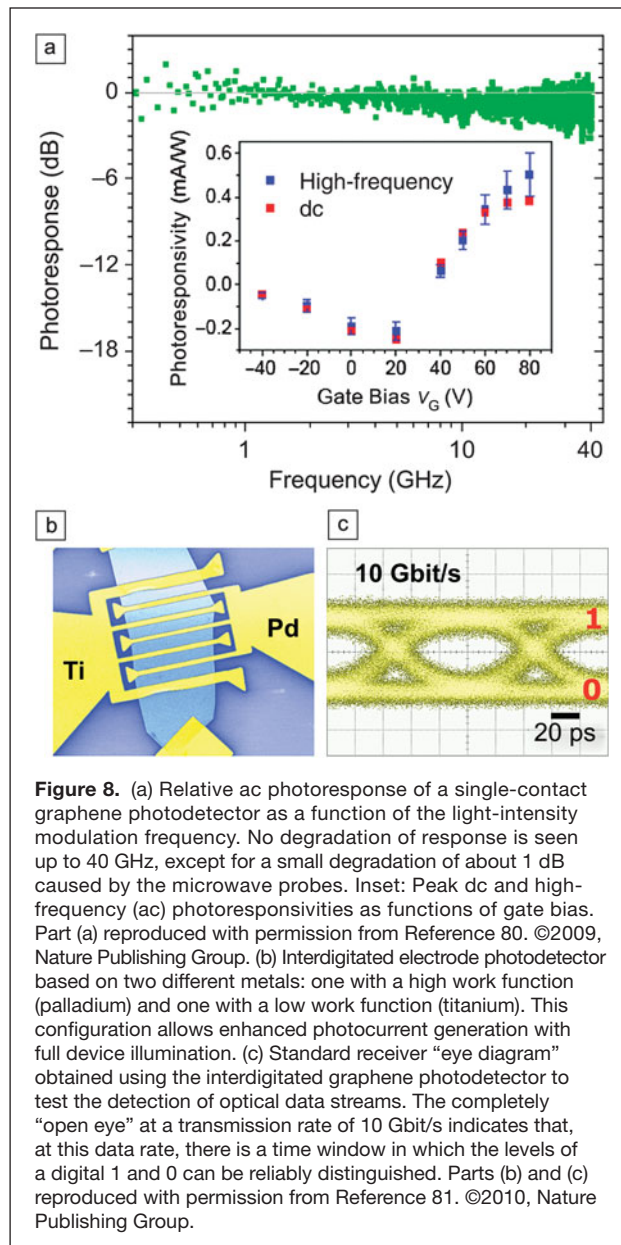 a
Photoresponse (dB)
0
−6
−12
−18
Photoresponsivity (mA/W)
0.6
0.4
0.2
0.0
−0.2
High-frequency
dc
−40 −20 0 20 40 60 80
Gate Bias VG (V)
1 10 40
Frequency (GHz)
b
Ti
Pd
c
10 Gbit/s
1
0
20 ps
Figure 8. (a) Relative ac photoresponse of a single-contact
graphene photodetector as a function of the light-intensity
modulation frequency. No degradation of response is seen
up to 40 GHz, except for a small degradation of about 1 dB
caused by the microwave probes. Inset: Peak dc and high-
frequency (ac) photoresponsivities as functions of gate bias.
Part (a) reproduced with permission from Reference 80. ©2009,
Nature Publishing Group. (b) Interdigitated electrode photodetector
based on two different metals: one with a high work function
(palladium) and one with a low work function (titanium). This
configuration allows enhanced photocurrent generation with
full device illumination. (c) Standard receiver “eye diagram”
obtained using the interdigitated graphene photodetector to
test the detection of optical data streams. The completely
“open eye” at a transmission rate of 10 Gbit/s indicates that,
at this data rate, there is a time window in which the levels of
a digital 1 and 0 can be reliably distinguished. Parts (b) and (c)
reproduced with permission from Reference 81. ©2010, Nature
Publishing Group.